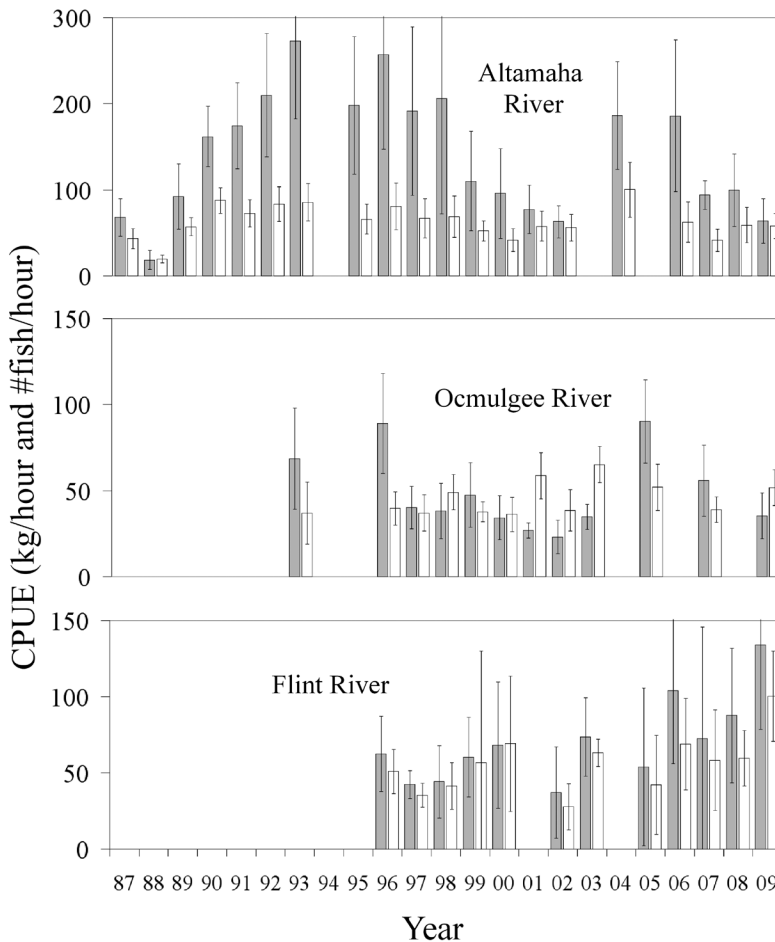 CPUE (kg/hour and #fish/hour)
300
200
100
0
Altamaha
River
150
100
50
0
Ocmulgee River
150
100
50
0
Flint River
87 88 89 90 91 92 93 94 95 96 97 98 99 00 01 02 03 04 05 06 07 08 09
Year